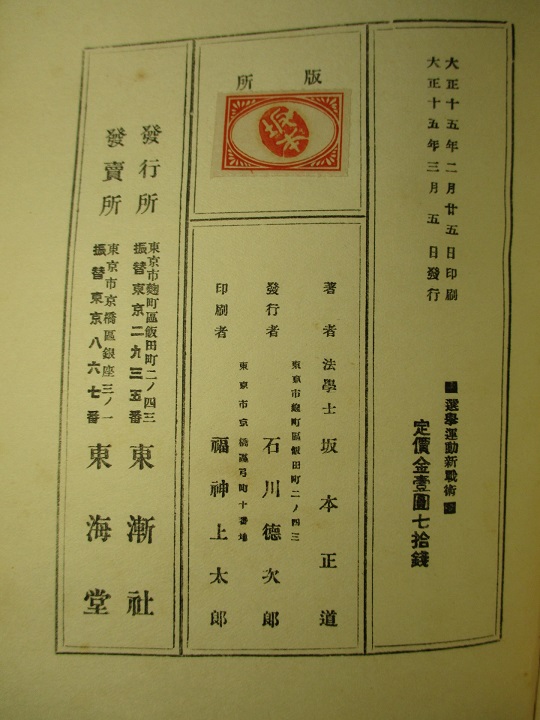 大正十五年二月廿五日印刷
大正十五年三月五日發行
選擧運動新戰術
定價金壹圓七拾錢
版所
坂本
著者 法學士 坂本正道
東京市麴町區飯田町二ノ四三
發行者 石川德次郎
東京市京橋區弓町十番地
印刷者 福神上太郎
東京市麴町區飯田町二ノ四三
發行所 東漸社
振替東京二九三五番
東京市京橋區銀座三ノ一
發賣所 東海堂
振替東京八六七番